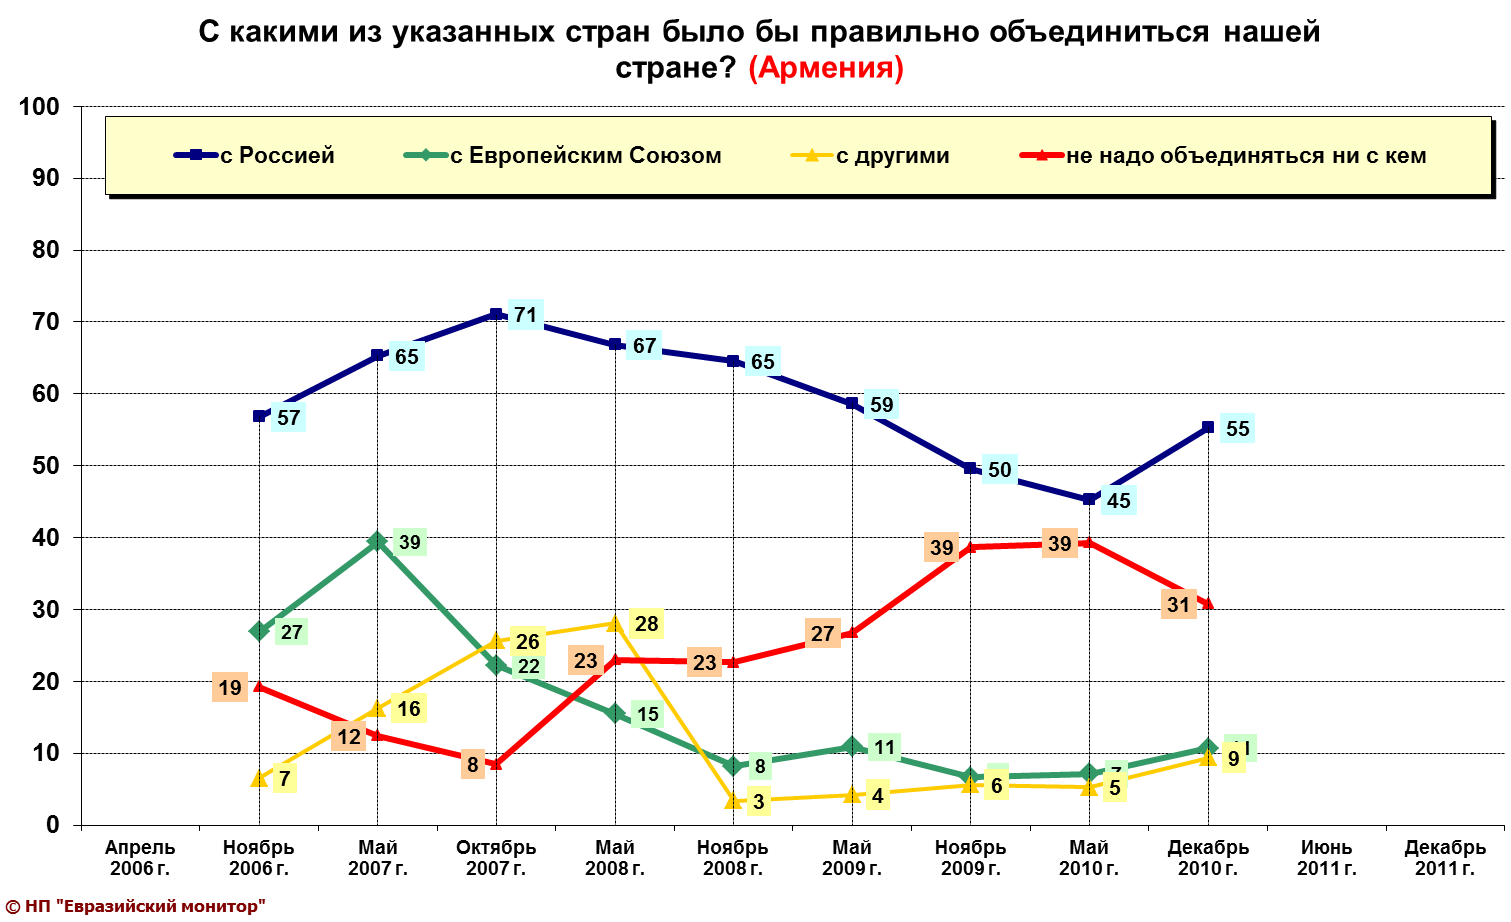 С какими из указанных стран было бы правильно объединиться нашей
стране? (Армения)
100
с Россией с Европейским Союзом с другими не надо объединяться ни с кем
90
80
70
60
50
40
30
20
10
0
57 65 71 67 65 59 50 45 55
27 39 22 15 8 11 7
7 16 26 28 3 4 6 5 9
19 12 8 23 23 27 39 39 31
Апрель 2006 г.
Ноябрь 2006 г.
Май 2007 г.
Октябрь 2007 г.
Май 2008 г.
Ноябрь 2008 г.
Май 2009 г.
Ноябрь 2009 г.
Май 2010 г.
Декабрь 2010 г.
Июнь 2011 г.
Декабрь 2011 г.
© НП "Евразийский монитор"